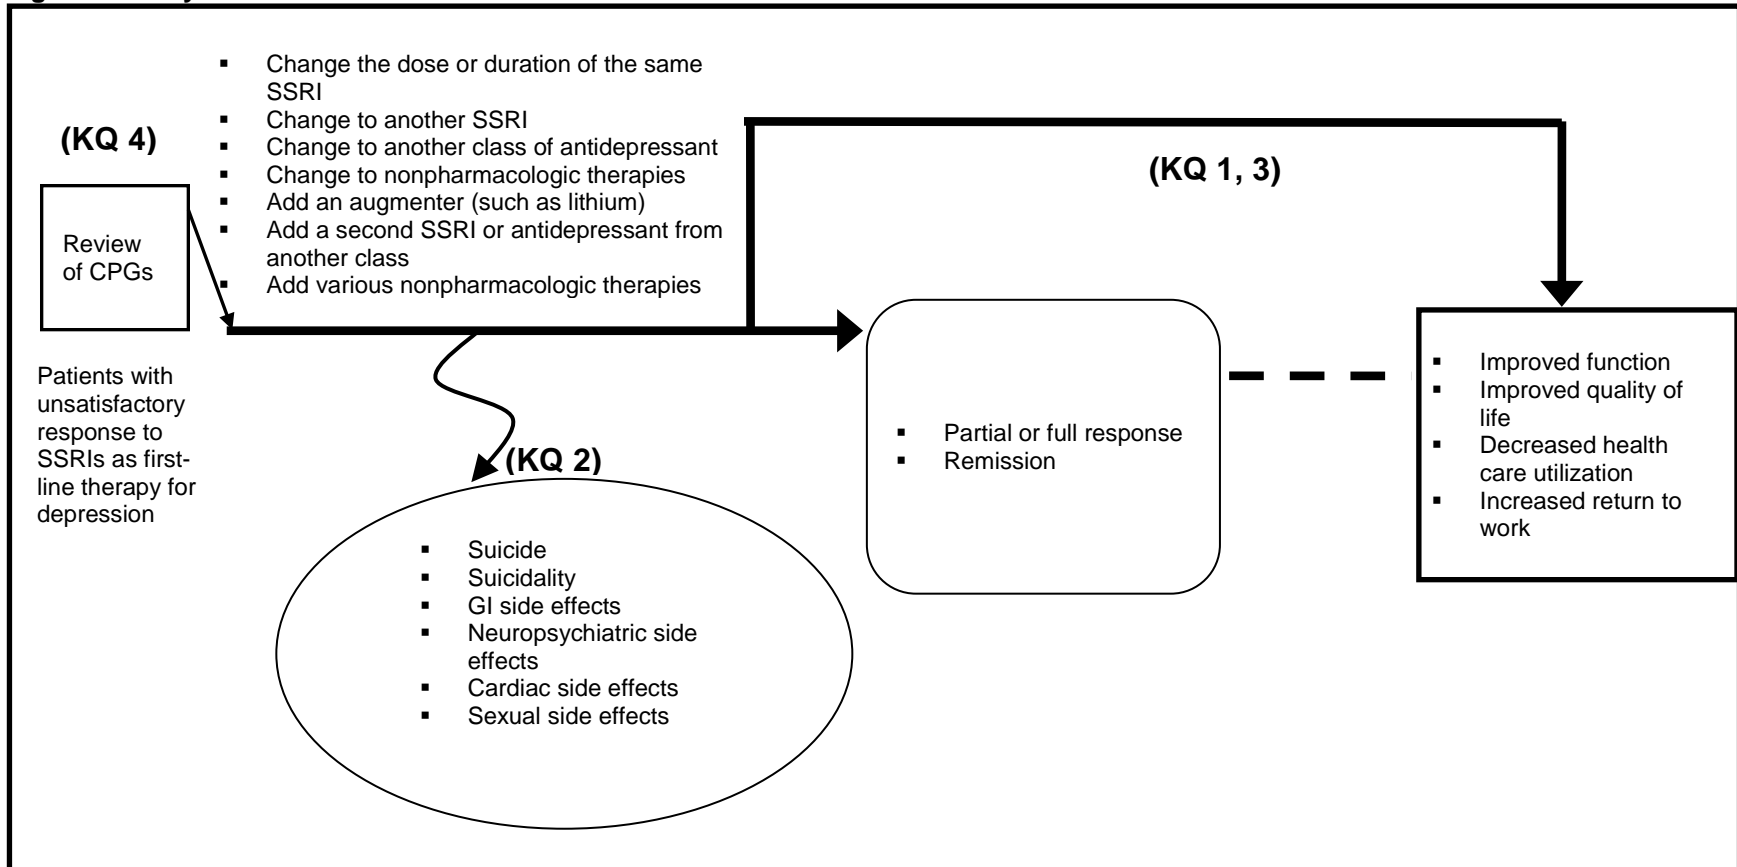 (KQ 4)
Review
of CPGs
Patients with
unsatisfactory
response to
SSRIs as first-
line therapy for
depression
▪ Change the dose or duration of the same
SSRI
▪ Change to another SSRI
▪ Change to another class of antidepressant
▪ Change to nonpharmacologic therapies
▪ Add an augmenter (such as lithium)
▪ Add a second SSRI or antidepressant from
another class
▪ Add various nonpharmacologic therapies
(KQ 1, 3)
(KQ 2)
▪ Suicide
▪ Suicidality
▪ GI side effects
▪ Neuropsychiatric side
effects
▪ Cardiac side effects
▪ Sexual side effects
▪ Partial or full response
▪ Remission
▪ Improved function
▪ Improved quality of
life
▪ Decreased health
care utilization
▪ Increased return to
work